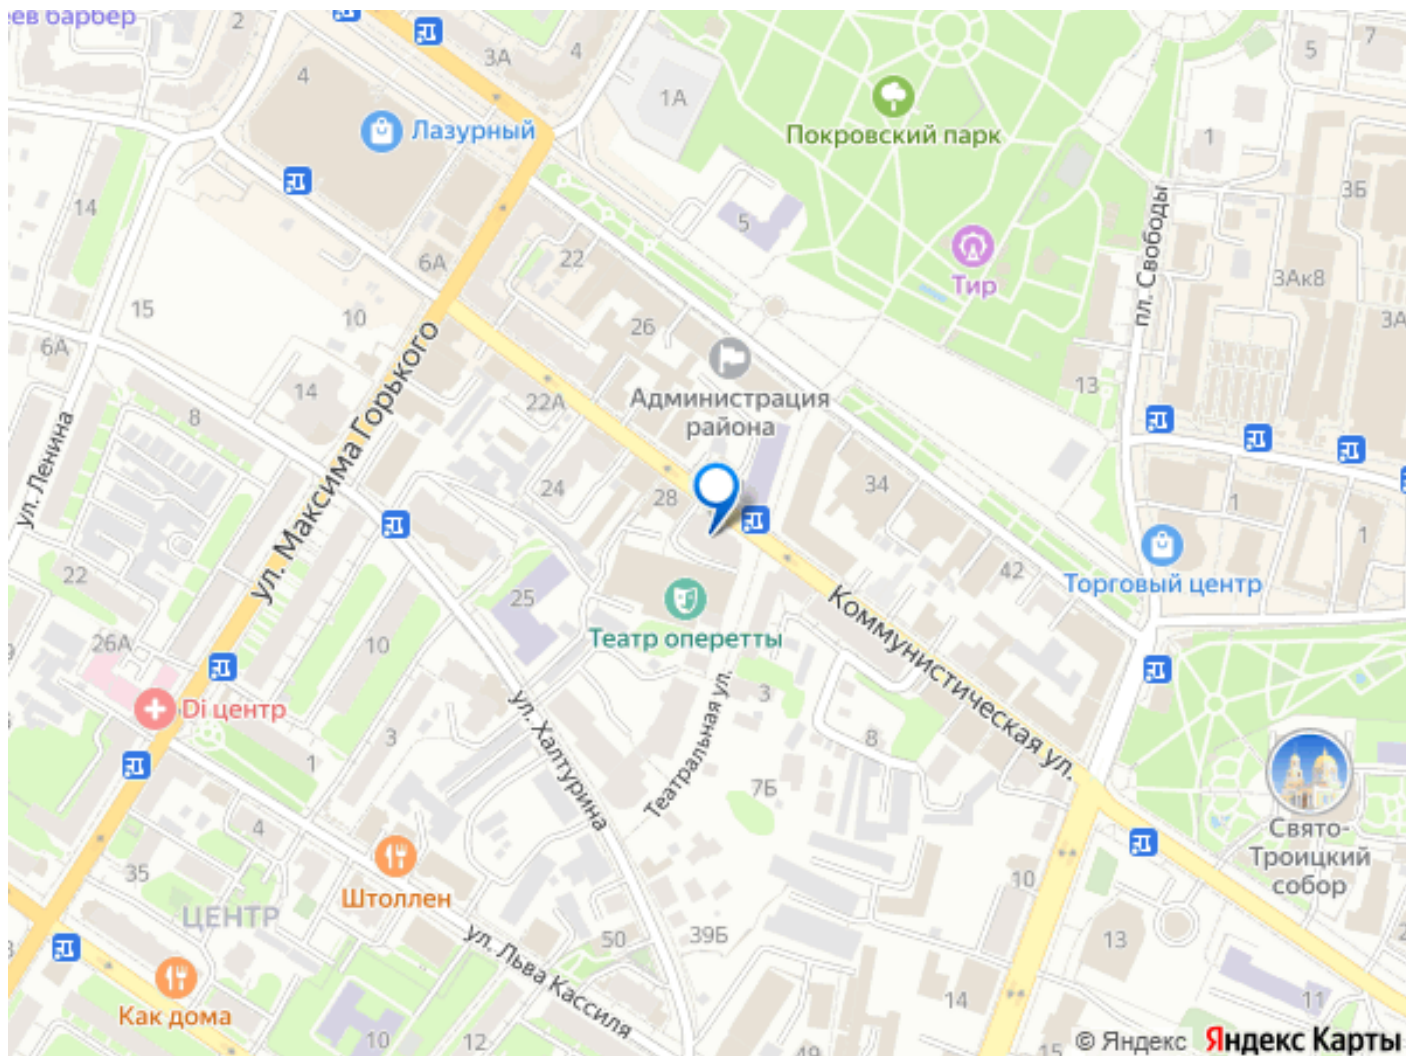 ев барбер
2
3А
4
4
1А
Лазурный
Покровский парк
1
5
7
3Б
14
5
22
6А
Тир
пл. Свободы
3Ак8
3А
15
10
26
6А
14
8
22А
Администрация
района
13
ул. Ленина
ул. Максима Горького
24
28
34
1
1
22
25
42
Торговый центр
26А
10
Театр оперетты
Коммунистическая ул.
Di центр
3
1
ул. Халтурина
3
8
Театральная ул.
7Б
Свято-
Троицкий
собор
4
35
Штоллен
10
ЦЕНТР
50
39Б
13
3
2
ул. Льва Кассиля
Как дома
14
11
10
12
49
15
© Яндекс Яндекс Карты